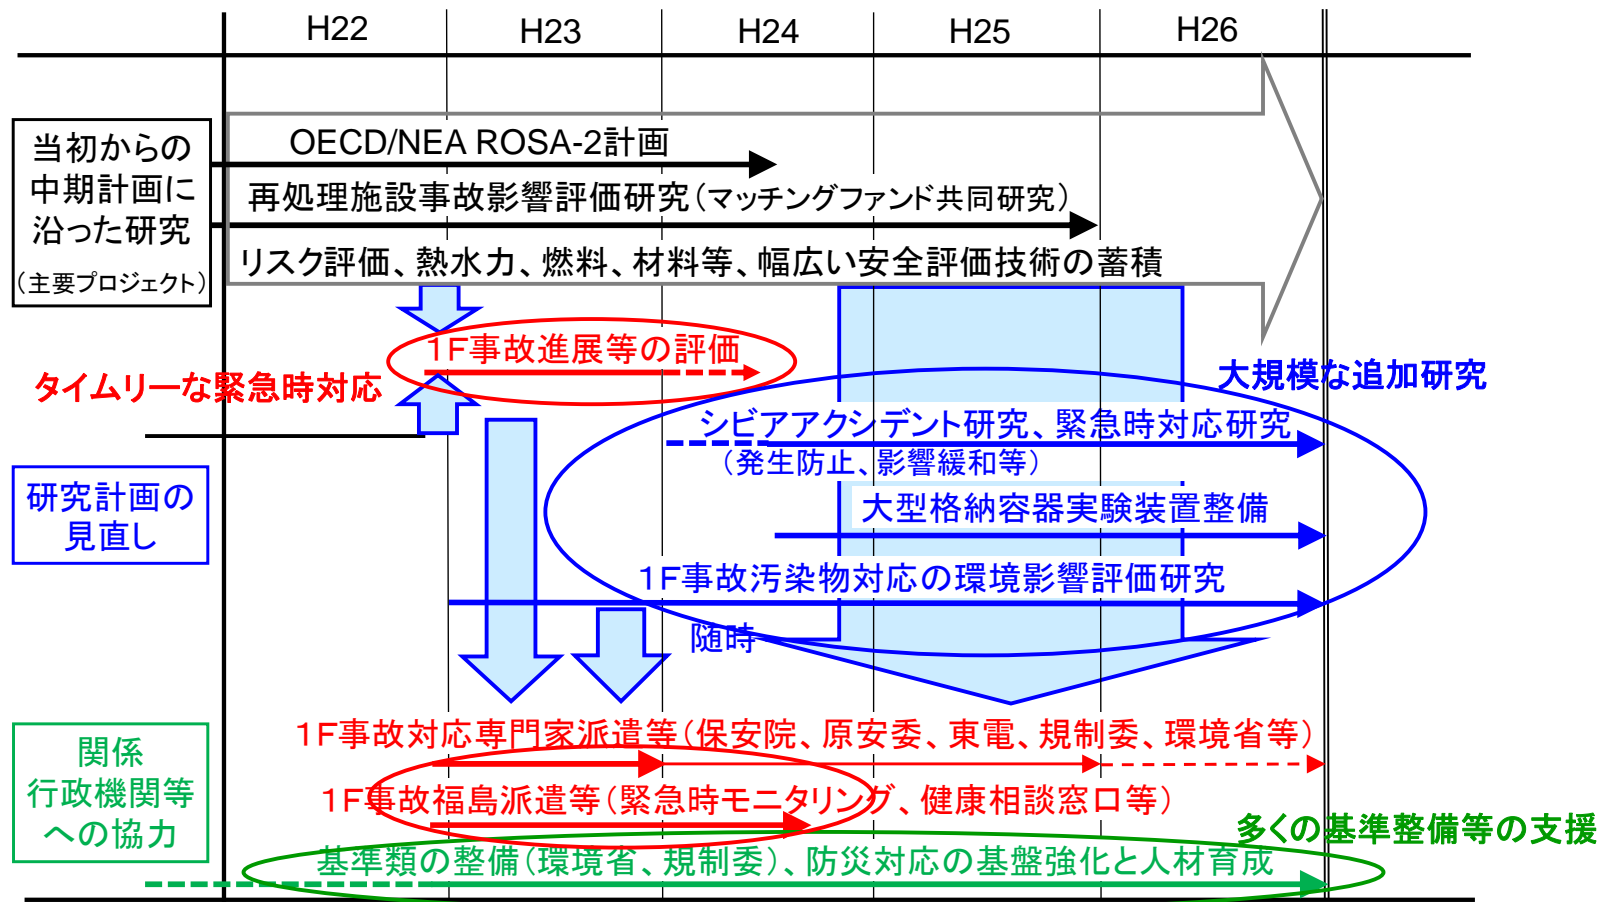 H22 H23 H24 H25 H26
当初からの
中期計画に
沿った研究
（主要プロジェクト）
OECD/NEA ROSA-2計画
再処理施設事故影響評価研究（マッチングファンド共同研究）
リスク評価、熱水力、燃料、材料等、幅広い安全評価技術の蓄積
1F事故進展等の評価
タイムリーな緊急時対応
大規模な追加研究
シビアアクシデント研究、緊急時対応研究
（発生防止、影響緩和等）
研究計画の
見直し
大型格納容器実験装置整備
1F事故汚染物対応の環境影響評価研究
随時
関係
行政機関等
への協力
1F事故対応専門家派遣等（保安院、原安委、東電、規制委、環境省等）
1F事故福島派遣等（緊急時モニタリング、健康相談窓口等）
多くの基準整備等の支援
基準類の整備（環境省、規制委）、防災対応の基盤強化と人材育成